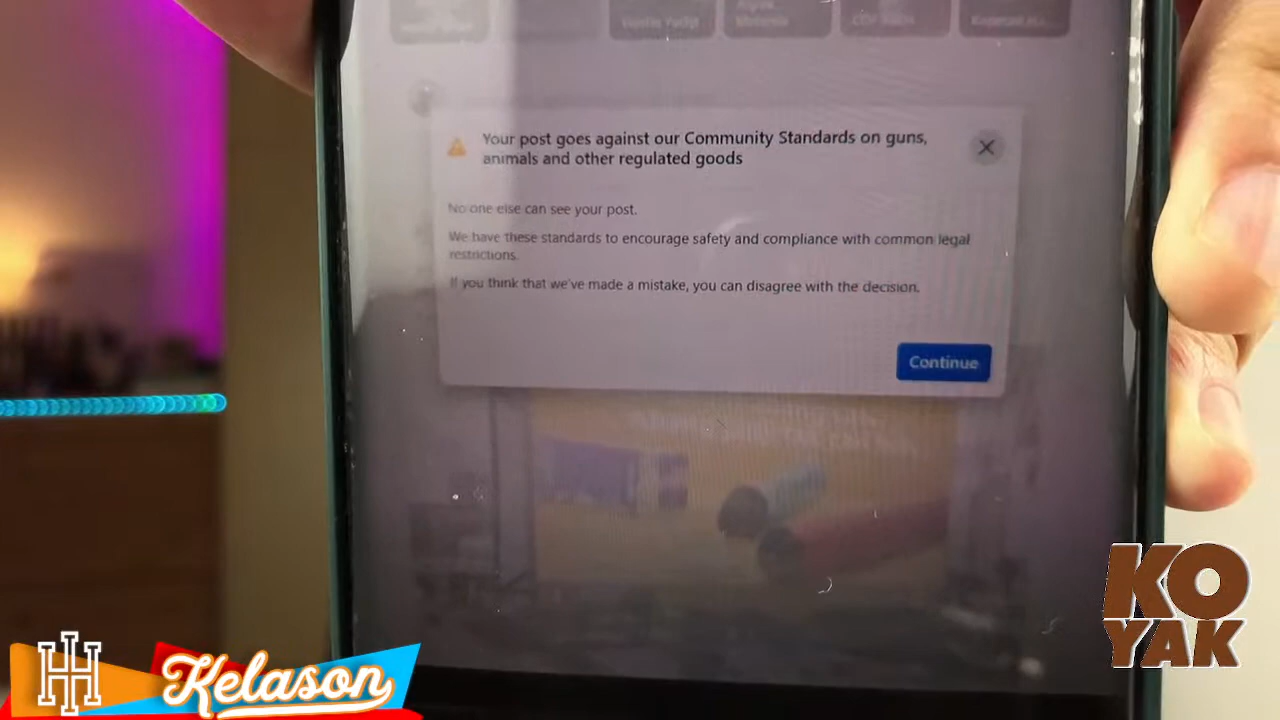 Your post goes against our Community Standards on guns,
animals and other regulated goods
No one else can see your post.
We have these standards to encourage safety and compliance with common legal
restrictions.
If you think that we've made a mistake, you can disagree with the decision.
Continue
Kelason
KO
YAK